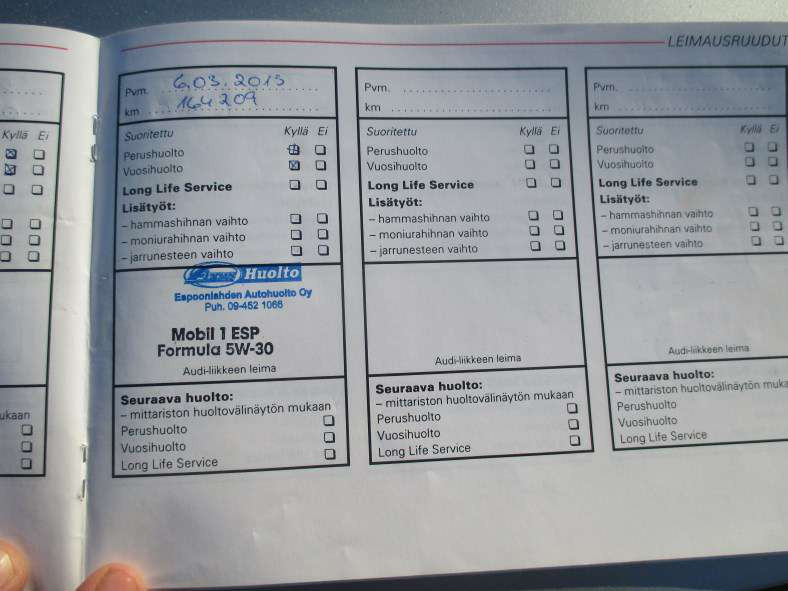 LEIMAUSRUUDUT
Kyllä Ei
ukaan
Pvm. 6.03.2013
km 164209
Suoritettu Kyllä Ei
Perushuolto
Vuosihuolto
Long Life Service
Lisätyöt:
– hammashihnan vaihto
– moniurahihnan vaihto
– jarrunesteen vaihto
Huolto
Espoonlahden Autohuolto Oy
Puh. 09-452 1066
Mobil 1 ESP
Formula 5W-30
Audi-liikkeen leima
Seuraava huolto:
– mittariston huoltovälinäytön mukaan
Perushuolto
Vuosihuolto
Long Life Service
Pvm.
km
Suoritettu Kyllä Ei
Perushuolto
Vuosihuolto
Long Life Service
Lisätyöt:
– hammashihnan vaihto
– moniurahihnan vaihto
– jarrunesteen vaihto
Audi-liikkeen leima
Seuraava huolto:
– mittariston huoltovälinäytön mukaan
Perushuolto
Vuosihuolto
Long Life Service
Pvm.
km
Suoritettu Kyllä Ei
Perushuolto
Vuosihuolto
Long Life Service
Lisätyöt:
– hammashihnan vaihto
– moniurahihnan vaihto
– jarrunesteen vaihto
Audi-liikkeen leima
Seuraava huolto:
– mittariston huoltovälinäytön muka
Perushuolto
Vuosihuolto
Long Life Service